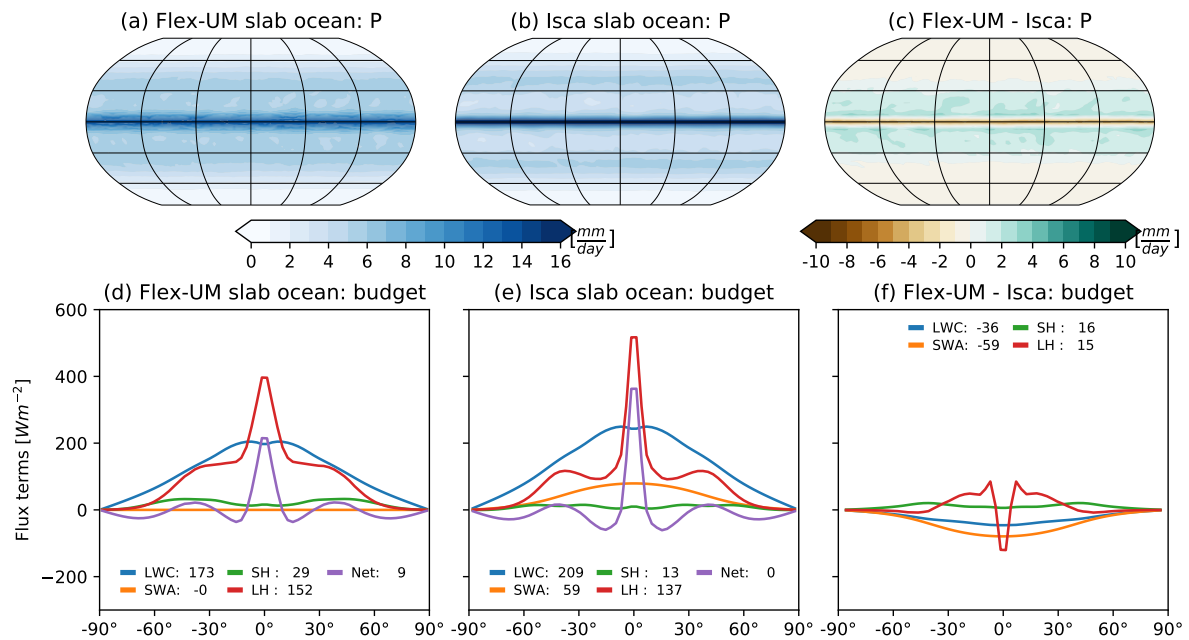 (a) Flex-UM slab ocean: P
(b) Isca slab ocean: P
(c) Flex-UM - Isca: P
0 2 4 6 8 10 12 14 16
[mm/day]
-10 -8 -6 -4 -2 0 2 4 6 8 10
[mm/day]
(d) Flex-UM slab ocean: budget
(e) Isca slab ocean: budget
(f) Flex-UM - Isca: budget
Flux terms [Wm⁻²]
600
400
200
0
−200
LWC: 173 SH : 29 Net: 9
SWA: -0 LH : 152
LWC: 209 SH : 13 Net: 0
SWA: 59 LH : 137
LWC: -36 SH : 16
SWA: -59 LH : 15
-90° -60° -30° 0° 30° 60° 90°
-90° -60° -30° 0° 30° 60° 90°
-90° -60° -30° 0° 30° 60° 90°